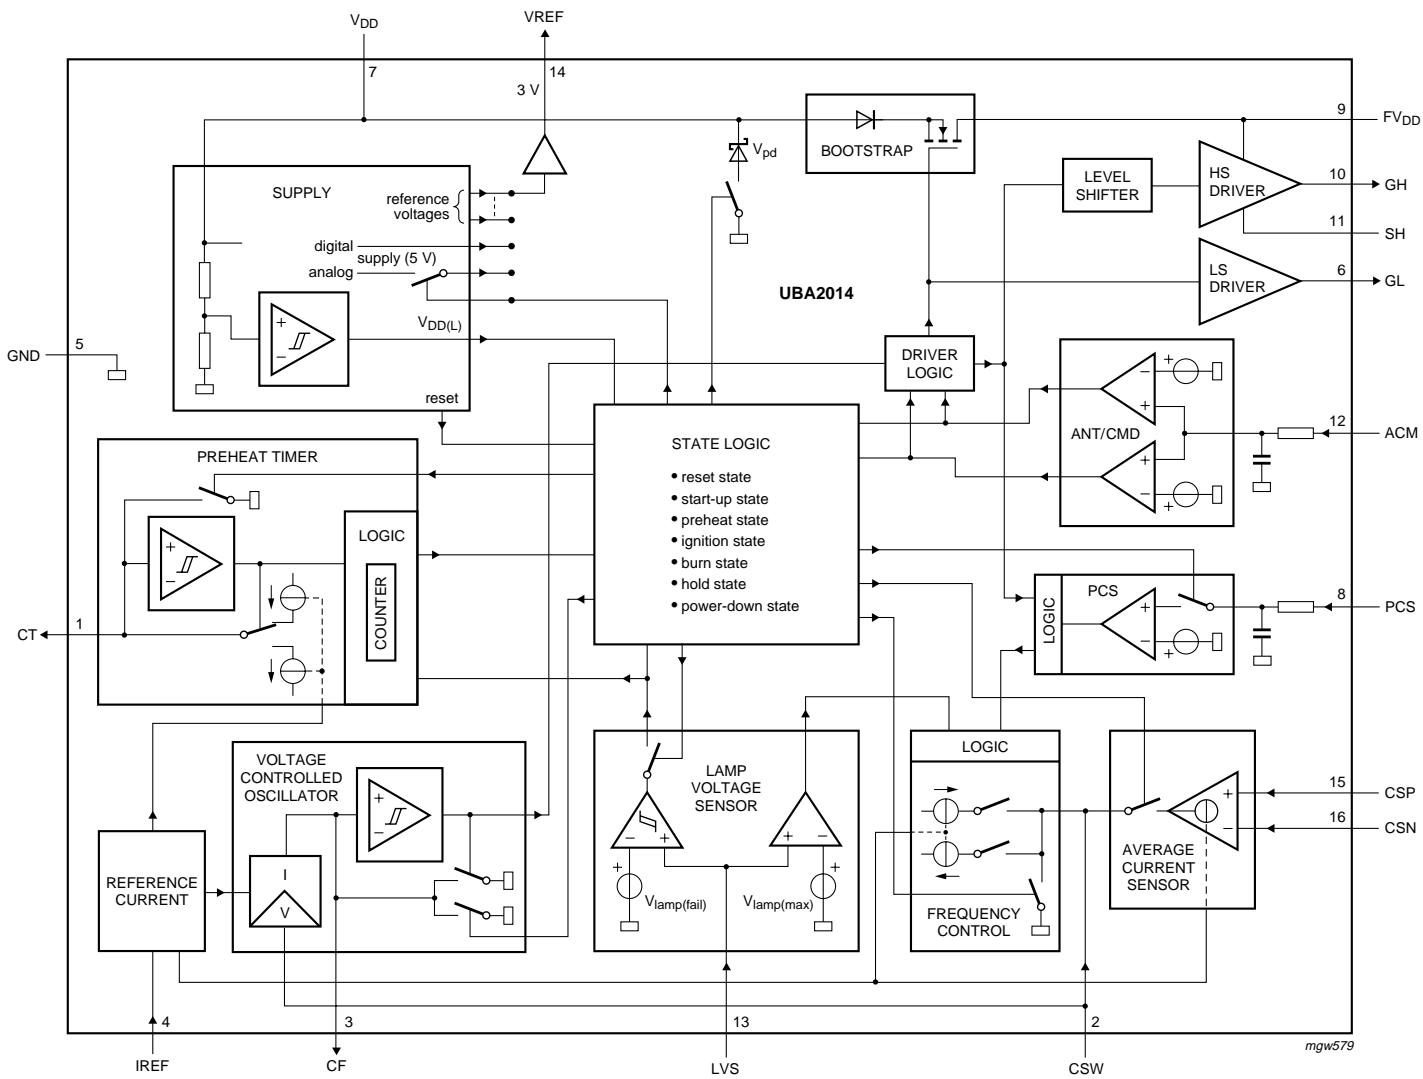 VDD
VREF
7
14
3 V
9
FVDD
BOOTSTRAP
Vpd
SUPPLY
reference
voltages
digital
supply (5 V)
analog
VDD(L)
reset
LEVEL
SHIFTER
HS
DRIVER
10
GH
11
SH
LS
DRIVER
6
GL
UBA2014
GND
5
DRIVER
LOGIC
ANT/CMD
12
ACM
PREHEAT TIMER
LOGIC
COUNTER
CT
1
STATE LOGIC
• reset state
• start-up state
• preheat state
• ignition state
• burn state
• hold state
• power-down state
LOGIC
PCS
8
PCS
VOLTAGE
CONTROLLED
OSCILLATOR
I
V
REFERENCE
CURRENT
LAMP
VOLTAGE
SENSOR
Vlamp(fail)
Vlamp(max)
LOGIC
FREQUENCY
CONTROL
AVERAGE
CURRENT
SENSOR
15
CSP
16
CSN
4
IREF
3
CF
13
LVS
2
CSW
mgw579